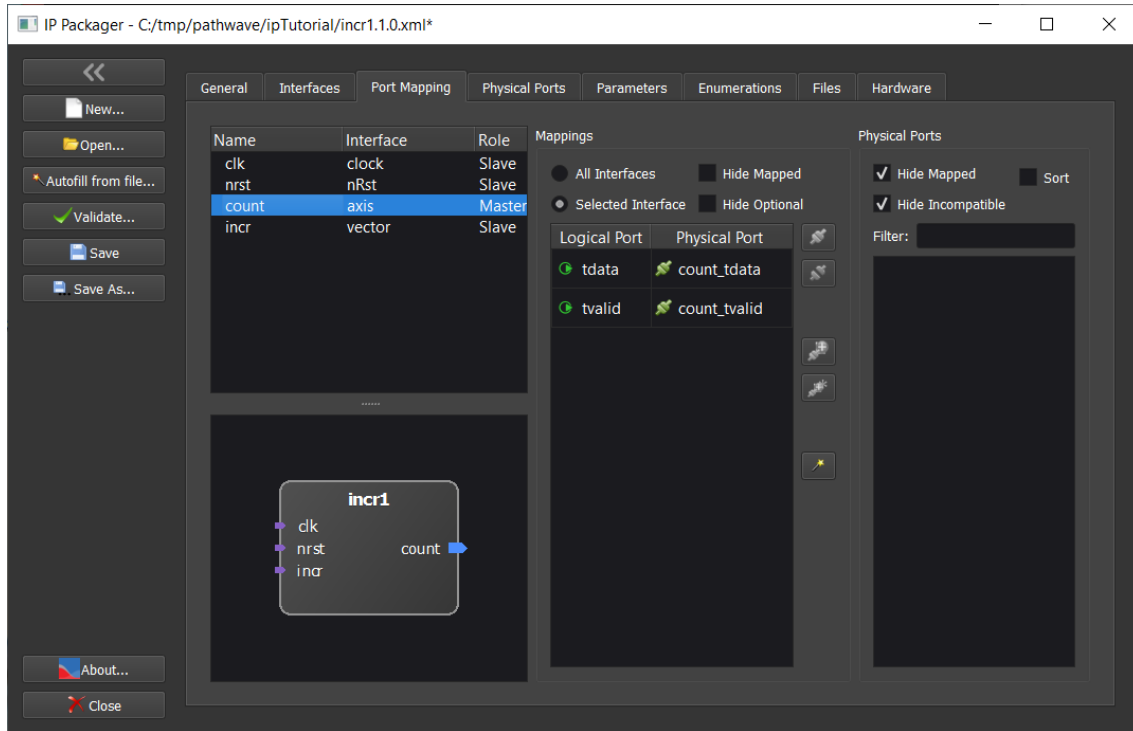 IP Packager - C:/tmp/pathwave/ipTutorial/incr1.1.0.xml*
New...
Open...
Autofill from file...
Validate...
Save
Save As...
About...
Close
General Interfaces Port Mapping Physical Ports Parameters Enumerations Files Hardware
Name Interface Role
clk clock Slave
nrst nRst Slave
count axis Master
incr vector Slave
incr1
clk
nrst count
incr
Mappings
All Interfaces Hide Mapped
Selected Interface Hide Optional
Logical Port Physical Port
tdata count_tdata
tvalid count_tvalid
Physical Ports
Hide Mapped Sort
Hide Incompatible
Filter: